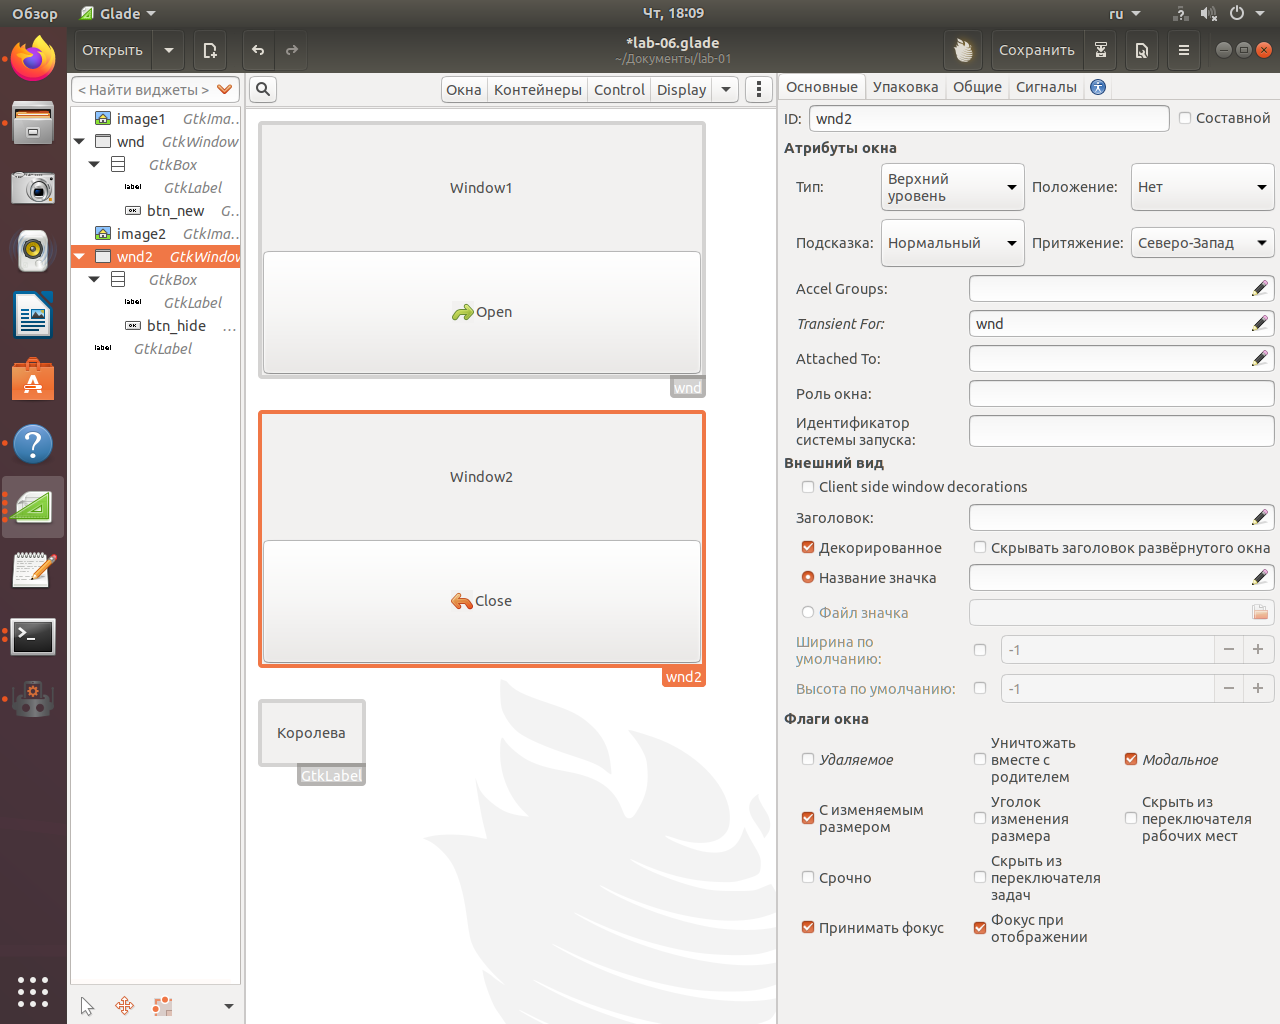 Обзор
Glade
Чт, 18:09
ru
Открыть
*lab-06.glade
~/Документы/lab-01
Сохранить
< Найти виджеты >
image1 GtkIma..
wnd GtkWindow
GtkBox
label GtkLabel
OK btn_new G..
image2 GtkIma..
wnd2 GtkWindov
GtkBox
label GtkLabel
OK btn_hide ...
label GtkLabel
Окна
Контейнеры
Control
Display
Window1
Open
wnd
Window2
Close
wnd2
Королева
GtkLabel
Основные
Упаковка
Общие
Сигналы
ID: wnd2
Составной
Атрибуты окна
Тип: Верхний уровень
Положение: Нет
Подсказка: Нормальный
Притяжение: Северо-Запад
Accel Groups:
Transient For: wnd
Attached To:
Роль окна:
Идентификатор
системы запуска:
Внешний вид
Client side window decorations
Заголовок:
Декорированное
Скрывать заголовок развёрнутого окна
Название значка
Файл значка
Ширина по
умолчанию: -1
Высота по умолчанию: -1
Флаги окна
Удаляемое
Уничтожать
вместе с
родителем
Модальное
С изменяемым
размером
Уголок
изменения
размера
Скрыть из
переключателя
рабочих мест
Срочно
Скрыть из
переключателя
задач
Принимать фокус
Фокус при
отображении